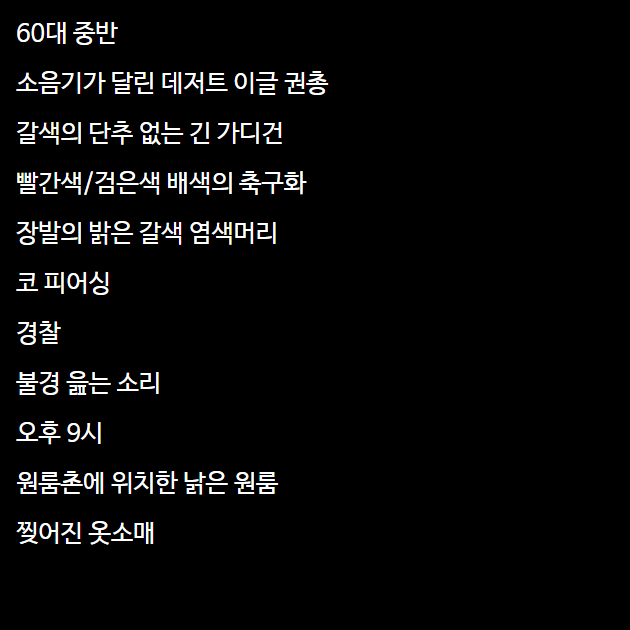 60대 중반
소음기가 달린 데저트 이글 권총
갈색의 단추 없는 긴 가디건
빨간색/검은색 배색의 축구화
장발의 밝은 갈색 염색머리
코 피어싱
경찰
불경 읊는 소리
오후 9시
원룸촌에 위치한 낡은 원룸
찢어진 옷소매